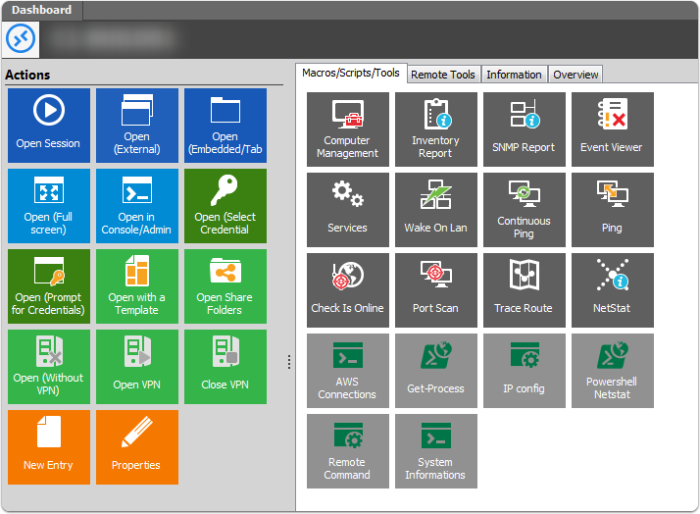 Dashboard
Actions
Open Session
Open
(External)
Open
(Embedded/Tab
Open (Full
screen)
Open in
Console/Admin
Open (Select
Credential
Open (Prompt
for Credentials)
Open with a
Template
Open Share
Folders
Open (Without
VPN)
Open VPN
Close VPN
New Entry
Properties
Macros/Scripts/Tools
Remote Tools
Information
Overview
Computer
Management
Inventory
Report
SNMP Report
Event Viewer
Services
Wake On Lan
Continuous
Ping
Ping
Check Is Online
Port Scan
Trace Route
NetStat
AWS
Connections
Get-Process
IP config
Powershell
Netstat
Remote
Command
System
Informations